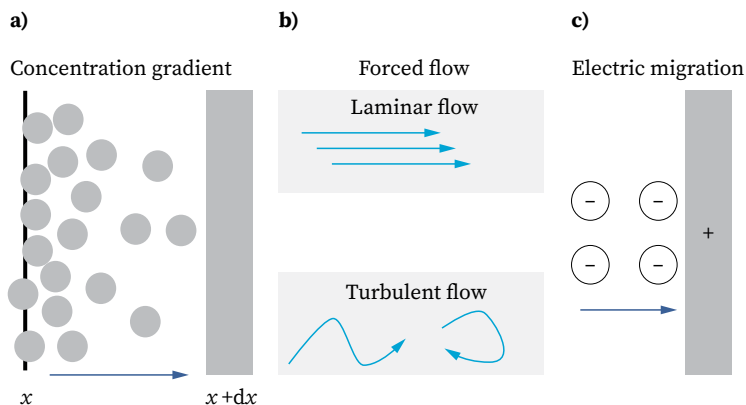 a)
Concentration gradient
x
x+dx
b)
Forced flow
Laminar flow
Turbulent flow
c)
Electric migration
− −
− −
+